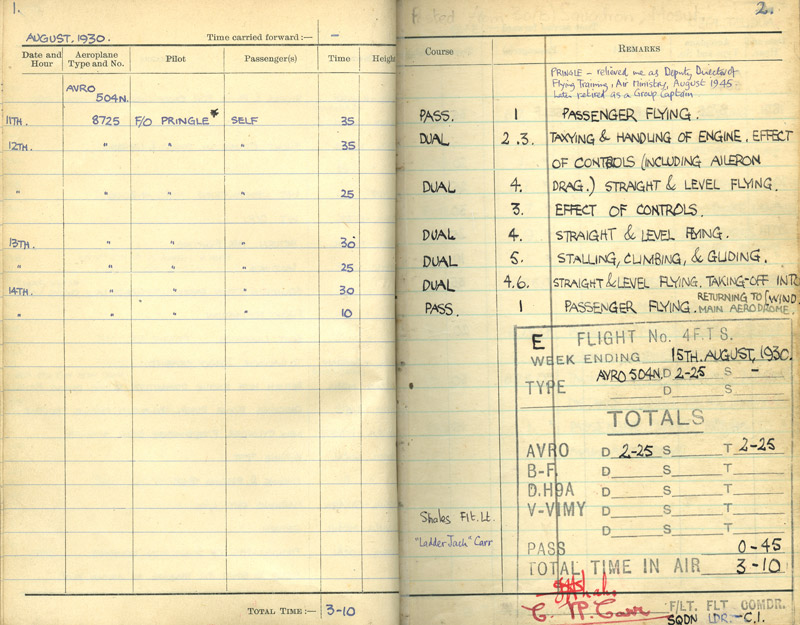 1.
AUGUST, 1930. Time carried forward:— –
Date and Hour Aeroplane Type and No. Pilot Passenger(s) Time Heigh
AVRO
504N.
11TH. 8725 F/O PRINGLE* SELF 35
12TH. " " " 35
" " " " 25
13TH. " " " 30
" " " " 25
14TH. " " " 30
" " " " 10
TOTAL TIME:— 3-10
2.
Course REMARKS
PRINGLE – relieved me as Deputy Director of
Flying Training, Air Ministry, August 1945.
Later retired as a Group Captain
PASS. 1 PASSENGER FLYING.
DUAL 2.3. TAXYING & HANDLING OF ENGINE, EFFECT
OF CONTROLS (INCLUDING AILERON
DUAL 4. DRAG.) STRAIGHT & LEVEL FLYING.
3. EFFECT OF CONTROLS.
DUAL 4. STRAIGHT & LEVEL FLYING.
DUAL 5. STALLING, CLIMBING, & GLIDING.
DUAL 4.6. STRAIGHT & LEVEL FLYING, TAKING-OFF INTO
PASS. 1 PASSENGER FLYING. RETURNING TO MAIN AERODROME. (WIND.
E FLIGHT No. 4 F.T.S.
WEEK ENDING 15TH. AUGUST, 1930.
TYPE AVRO 504N. D 2-25 S –
D S
TOTALS
AVRO D 2-25 S T 2-25
B-F. D S T
D.H9A D S T
V-VIMY D S T
D S T
PASS 0-45
TOTAL TIME IN AIR 3-10
Shales Flt. Lt.
"Ladder Jack" Carr
Shales
C. R. Carr F/LT. FLT COMDR.
SQDN LDR. – C.I.